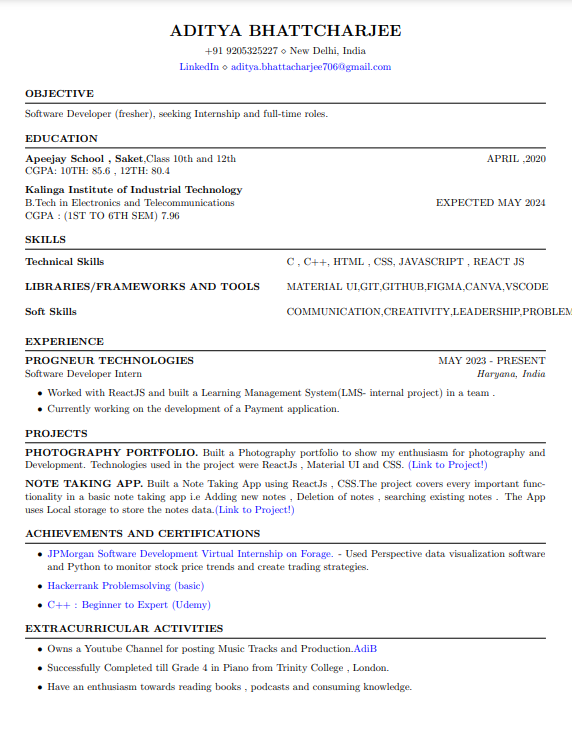 ADITYA BHATTCHARJEE
+91 9205325227 ⋄ New Delhi, India
LinkedIn ⋄ aditya.bhattacharjee706@gmail.com
OBJECTIVE
Software Developer (fresher), seeking Internship and full-time roles.
EDUCATION
Apeejay School , Saket,Class 10th and 12th APRIL ,2020
CGPA: 10TH: 85.6 , 12TH: 80.4
Kalinga Institute of Industrial Technology
B.Tech in Electronics and Telecommunications EXPECTED MAY 2024
CGPA : (1ST TO 6TH SEM) 7.96
SKILLS
Technical Skills C , C++, HTML , CSS, JAVASCRIPT , REACT JS
LIBRARIES/FRAMEWORKS AND TOOLS MATERIAL UI,GIT,GITHUB,FIGMA,CANVA,VSCODE
Soft Skills COMMUNICATION,CREATIVITY,LEADERSHIP,PROBLEM
EXPERIENCE
PROGNEUR TECHNOLOGIES MAY 2023 - PRESENT
Software Developer Intern Haryana, India
• Worked with ReactJS and built a Learning Management System(LMS- internal project) in a team .
• Currently working on the development of a Payment application.
PROJECTS
PHOTOGRAPHY PORTFOLIO. Built a Photography portfolio to show my enthusiasm for photography and
Development. Technologies used in the project were ReactJs , Material UI and CSS. (Link to Project!)
NOTE TAKING APP. Built a Note Taking App using ReactJs , CSS.The project covers every important func-
tionality in a basic note taking app i.e Adding new notes , Deletion of notes , searching existing notes . The App
uses Local storage to store the notes data.(Link to Project!)
ACHIEVEMENTS AND CERTIFICATIONS
• JPMorgan Software Development Virtual Internship on Forage. - Used Perspective data visualization software
and Python to monitor stock price trends and create trading strategies.
• Hackerrank Problemsolving (basic)
• C++ : Beginner to Expert (Udemy)
EXTRACURRICULAR ACTIVITIES
• Owns a Youtube Channel for posting Music Tracks and Production.AdiB
• Successfully Completed till Grade 4 in Piano from Trinity College , London.
• Have an enthusiasm towards reading books , podcasts and consuming knowledge.